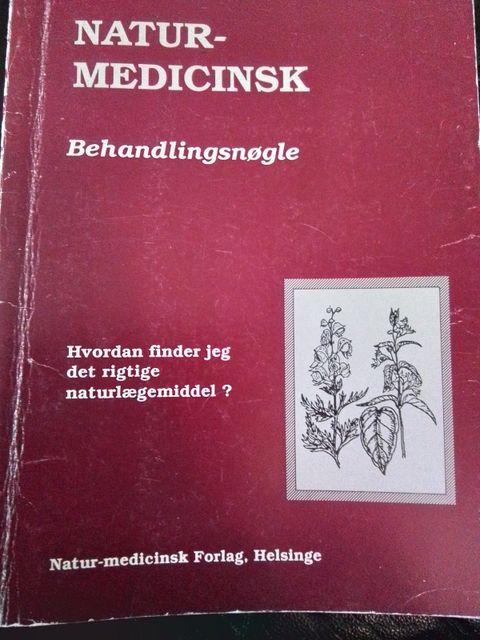 NATUR-
MEDICINSK
Behandlingsnøgle
Hvordan finder jeg
det rigtige
naturlægemiddel ?
Natur-medicinsk Forlag, Helsinge